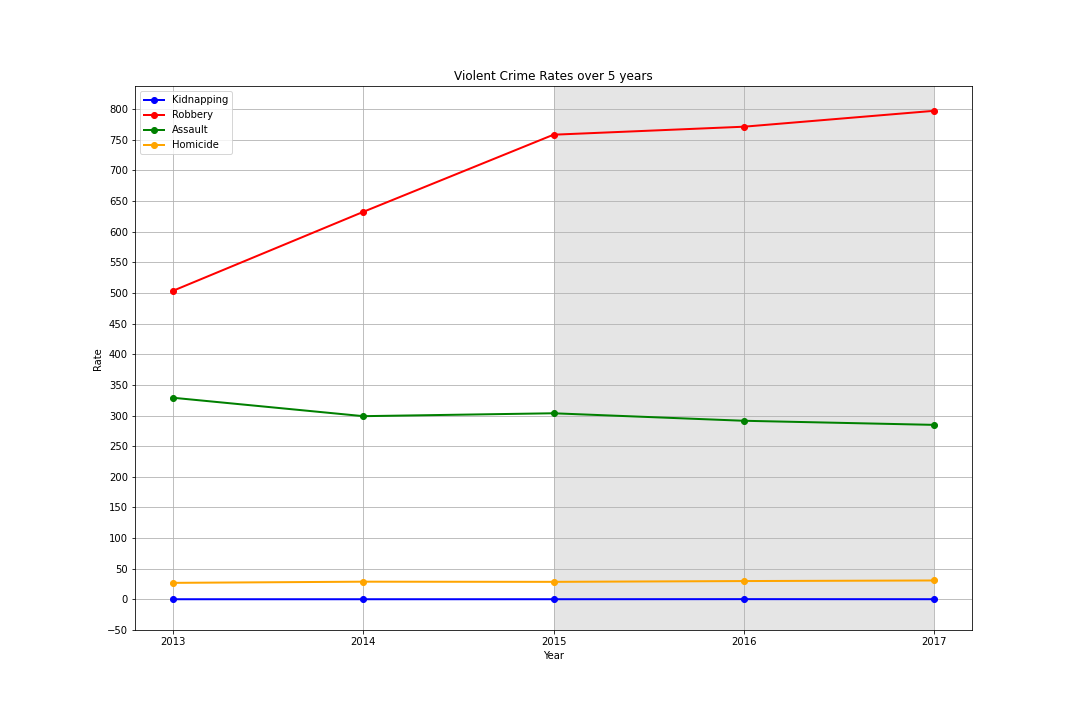 Violent Crime Rates over 5 years
Kidnapping
Robbery
Assault
Homicide
800
750
700
650
600
550
500
450
400
350
300
250
200
150
100
50
0
−50
Rate
2013 2014 2015 2016 2017
Year